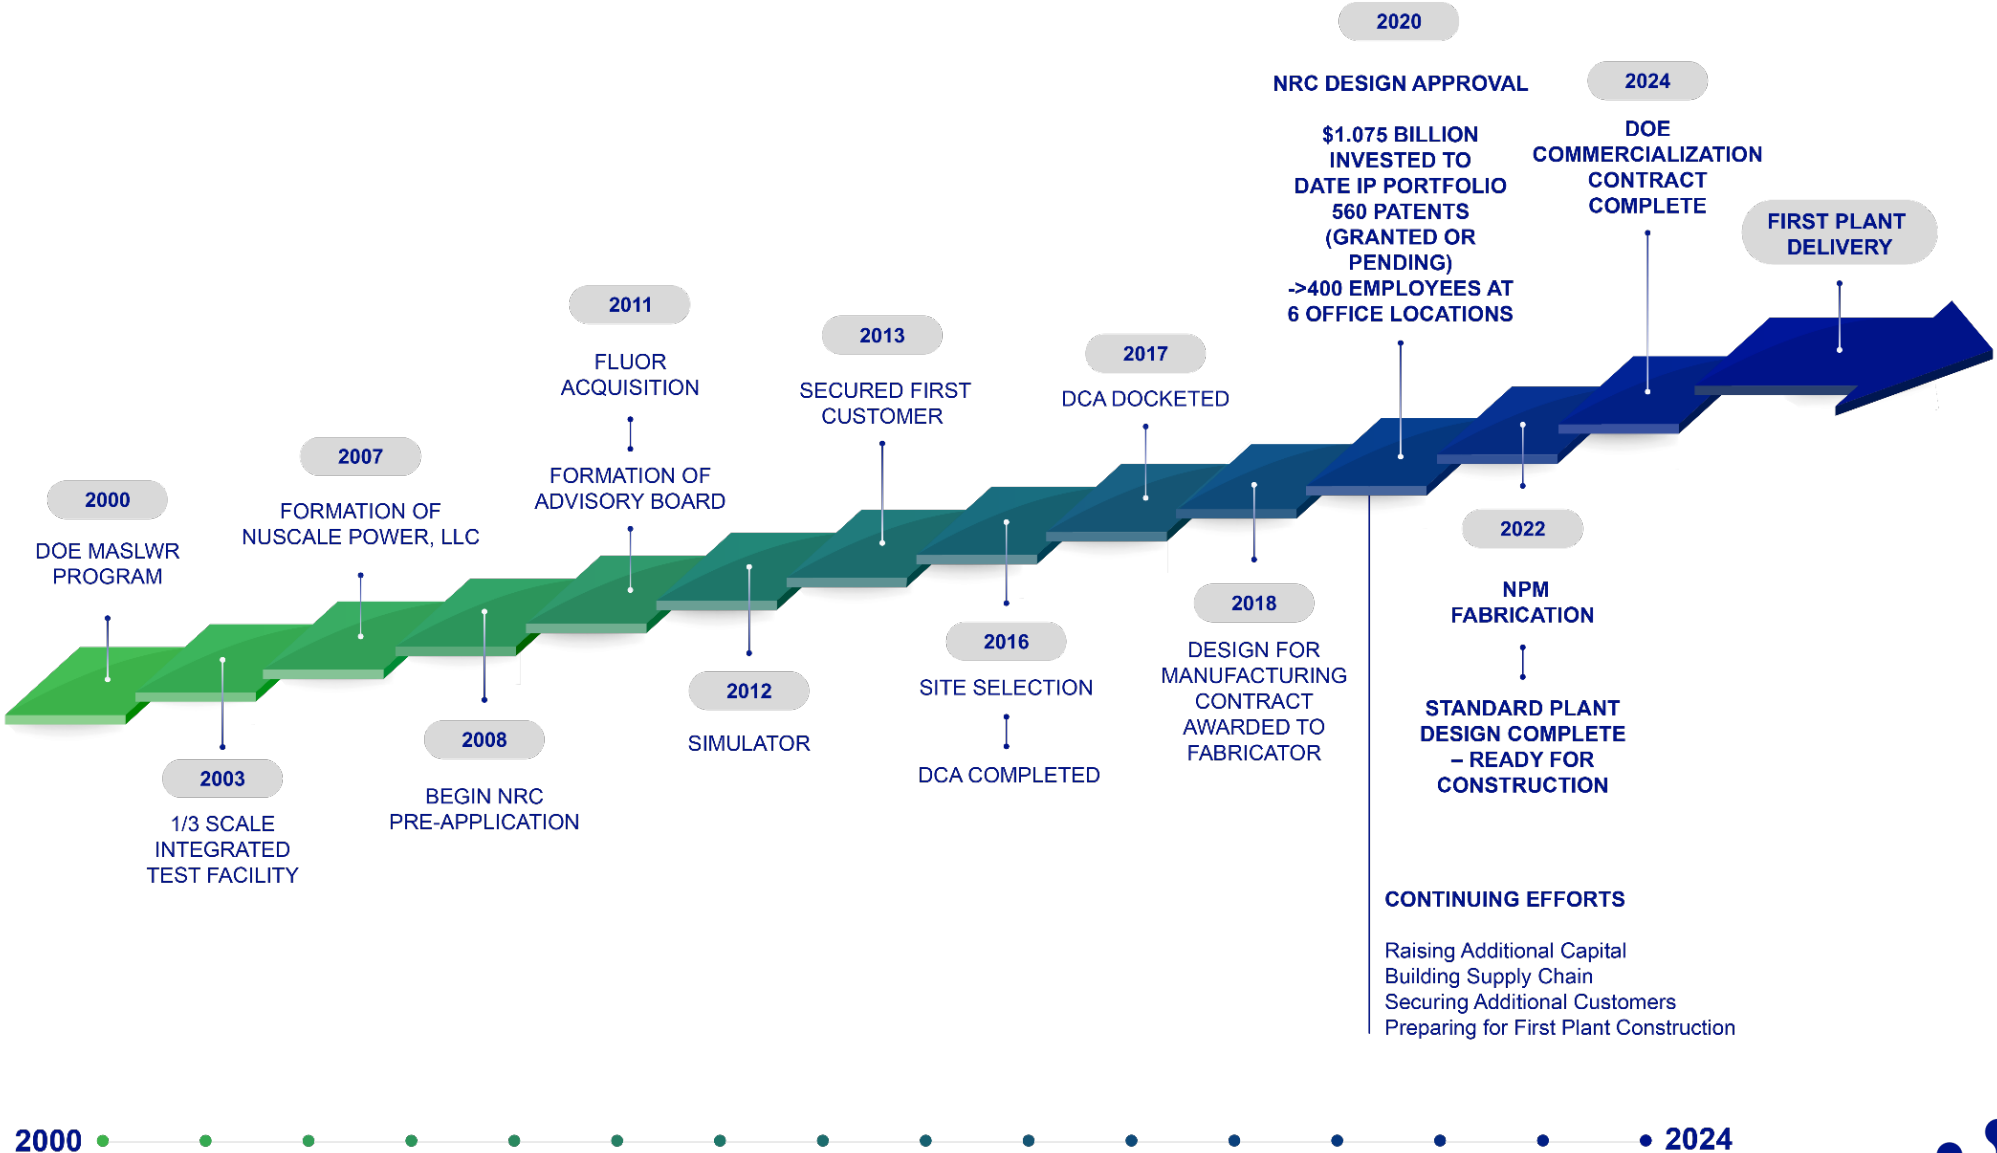 2000
DOE MASLWR
PROGRAM
2003
1/3 SCALE
INTEGRATED
TEST FACILITY
2007
FORMATION OF
NUSCALE POWER, LLC
2008
BEGIN NRC
PRE-APPLICATION
2011
FLUOR
ACQUISITION
FORMATION OF
ADVISORY BOARD
2012
SIMULATOR
2013
SECURED FIRST
CUSTOMER
2016
SITE SELECTION
DCA COMPLETED
2017
DCA DOCKETED
2018
DESIGN FOR
MANUFACTURING
CONTRACT
AWARDED TO
FABRICATOR
2020
NRC DESIGN APPROVAL
$1.075 BILLION
INVESTED TO
DATE IP PORTFOLIO
560 PATENTS
(GRANTED OR
PENDING)
->400 EMPLOYEES AT
6 OFFICE LOCATIONS
2022
NPM
FABRICATION
STANDARD PLANT
DESIGN COMPLETE
– READY FOR
CONSTRUCTION
2024
DOE
COMMERCIALIZATION
CONTRACT
COMPLETE
FIRST PLANT
DELIVERY
CONTINUING EFFORTS
Raising Additional Capital
Building Supply Chain
Securing Additional Customers
Preparing for First Plant Construction
2000
2024